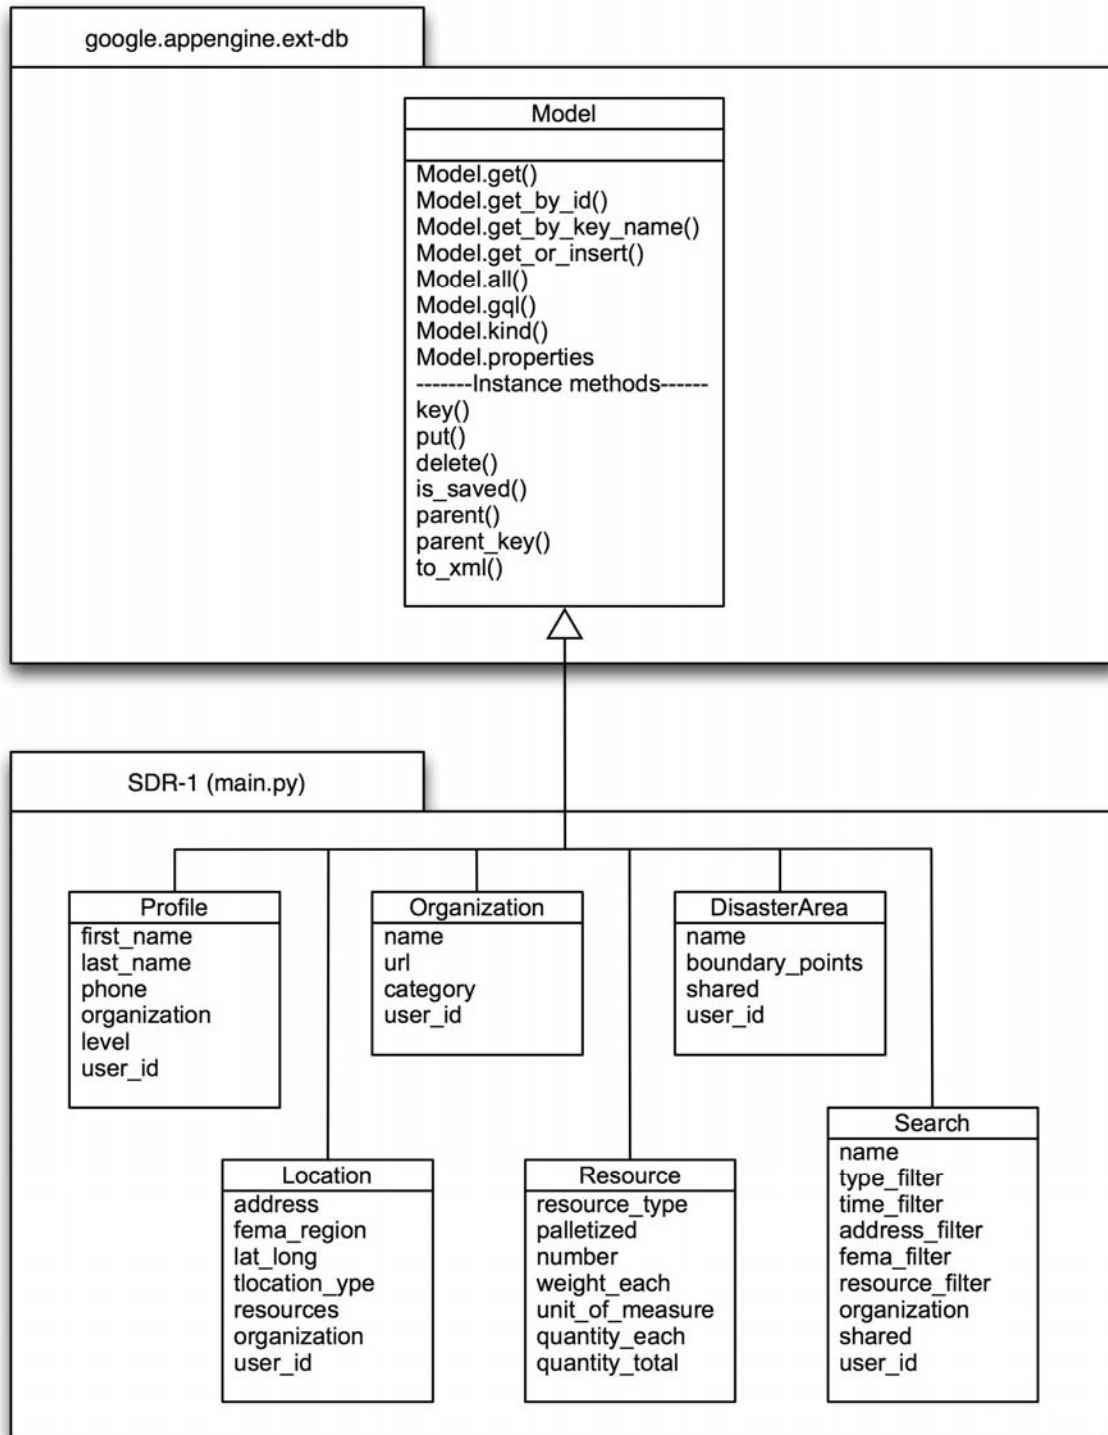 google.appengine.ext-db
Model
Model.get()
Model.get_by_id()
Model.get_by_key_name()
Model.get_or_insert()
Model.all()
Model.gql()
Model.kind()
Model.properties
-------Instance methods------
key()
put()
delete()
is_saved()
parent()
parent_key()
to_xml()
SDR-1 (main.py)
Profile
first_name
last_name
phone
organization
level
user_id
Organization
name
url
category
user_id
DisasterArea
name
boundary_points
shared
user_id
Location
address
fema_region
lat_long
tlocation_ype
resources
organization
user_id
Resource
resource_type
palletized
number
weight_each
unit_of_measure
quantity_each
quantity_total
Search
name
type_filter
time_filter
address_filter
fema_filter
resource_filter
organization
shared
user_id